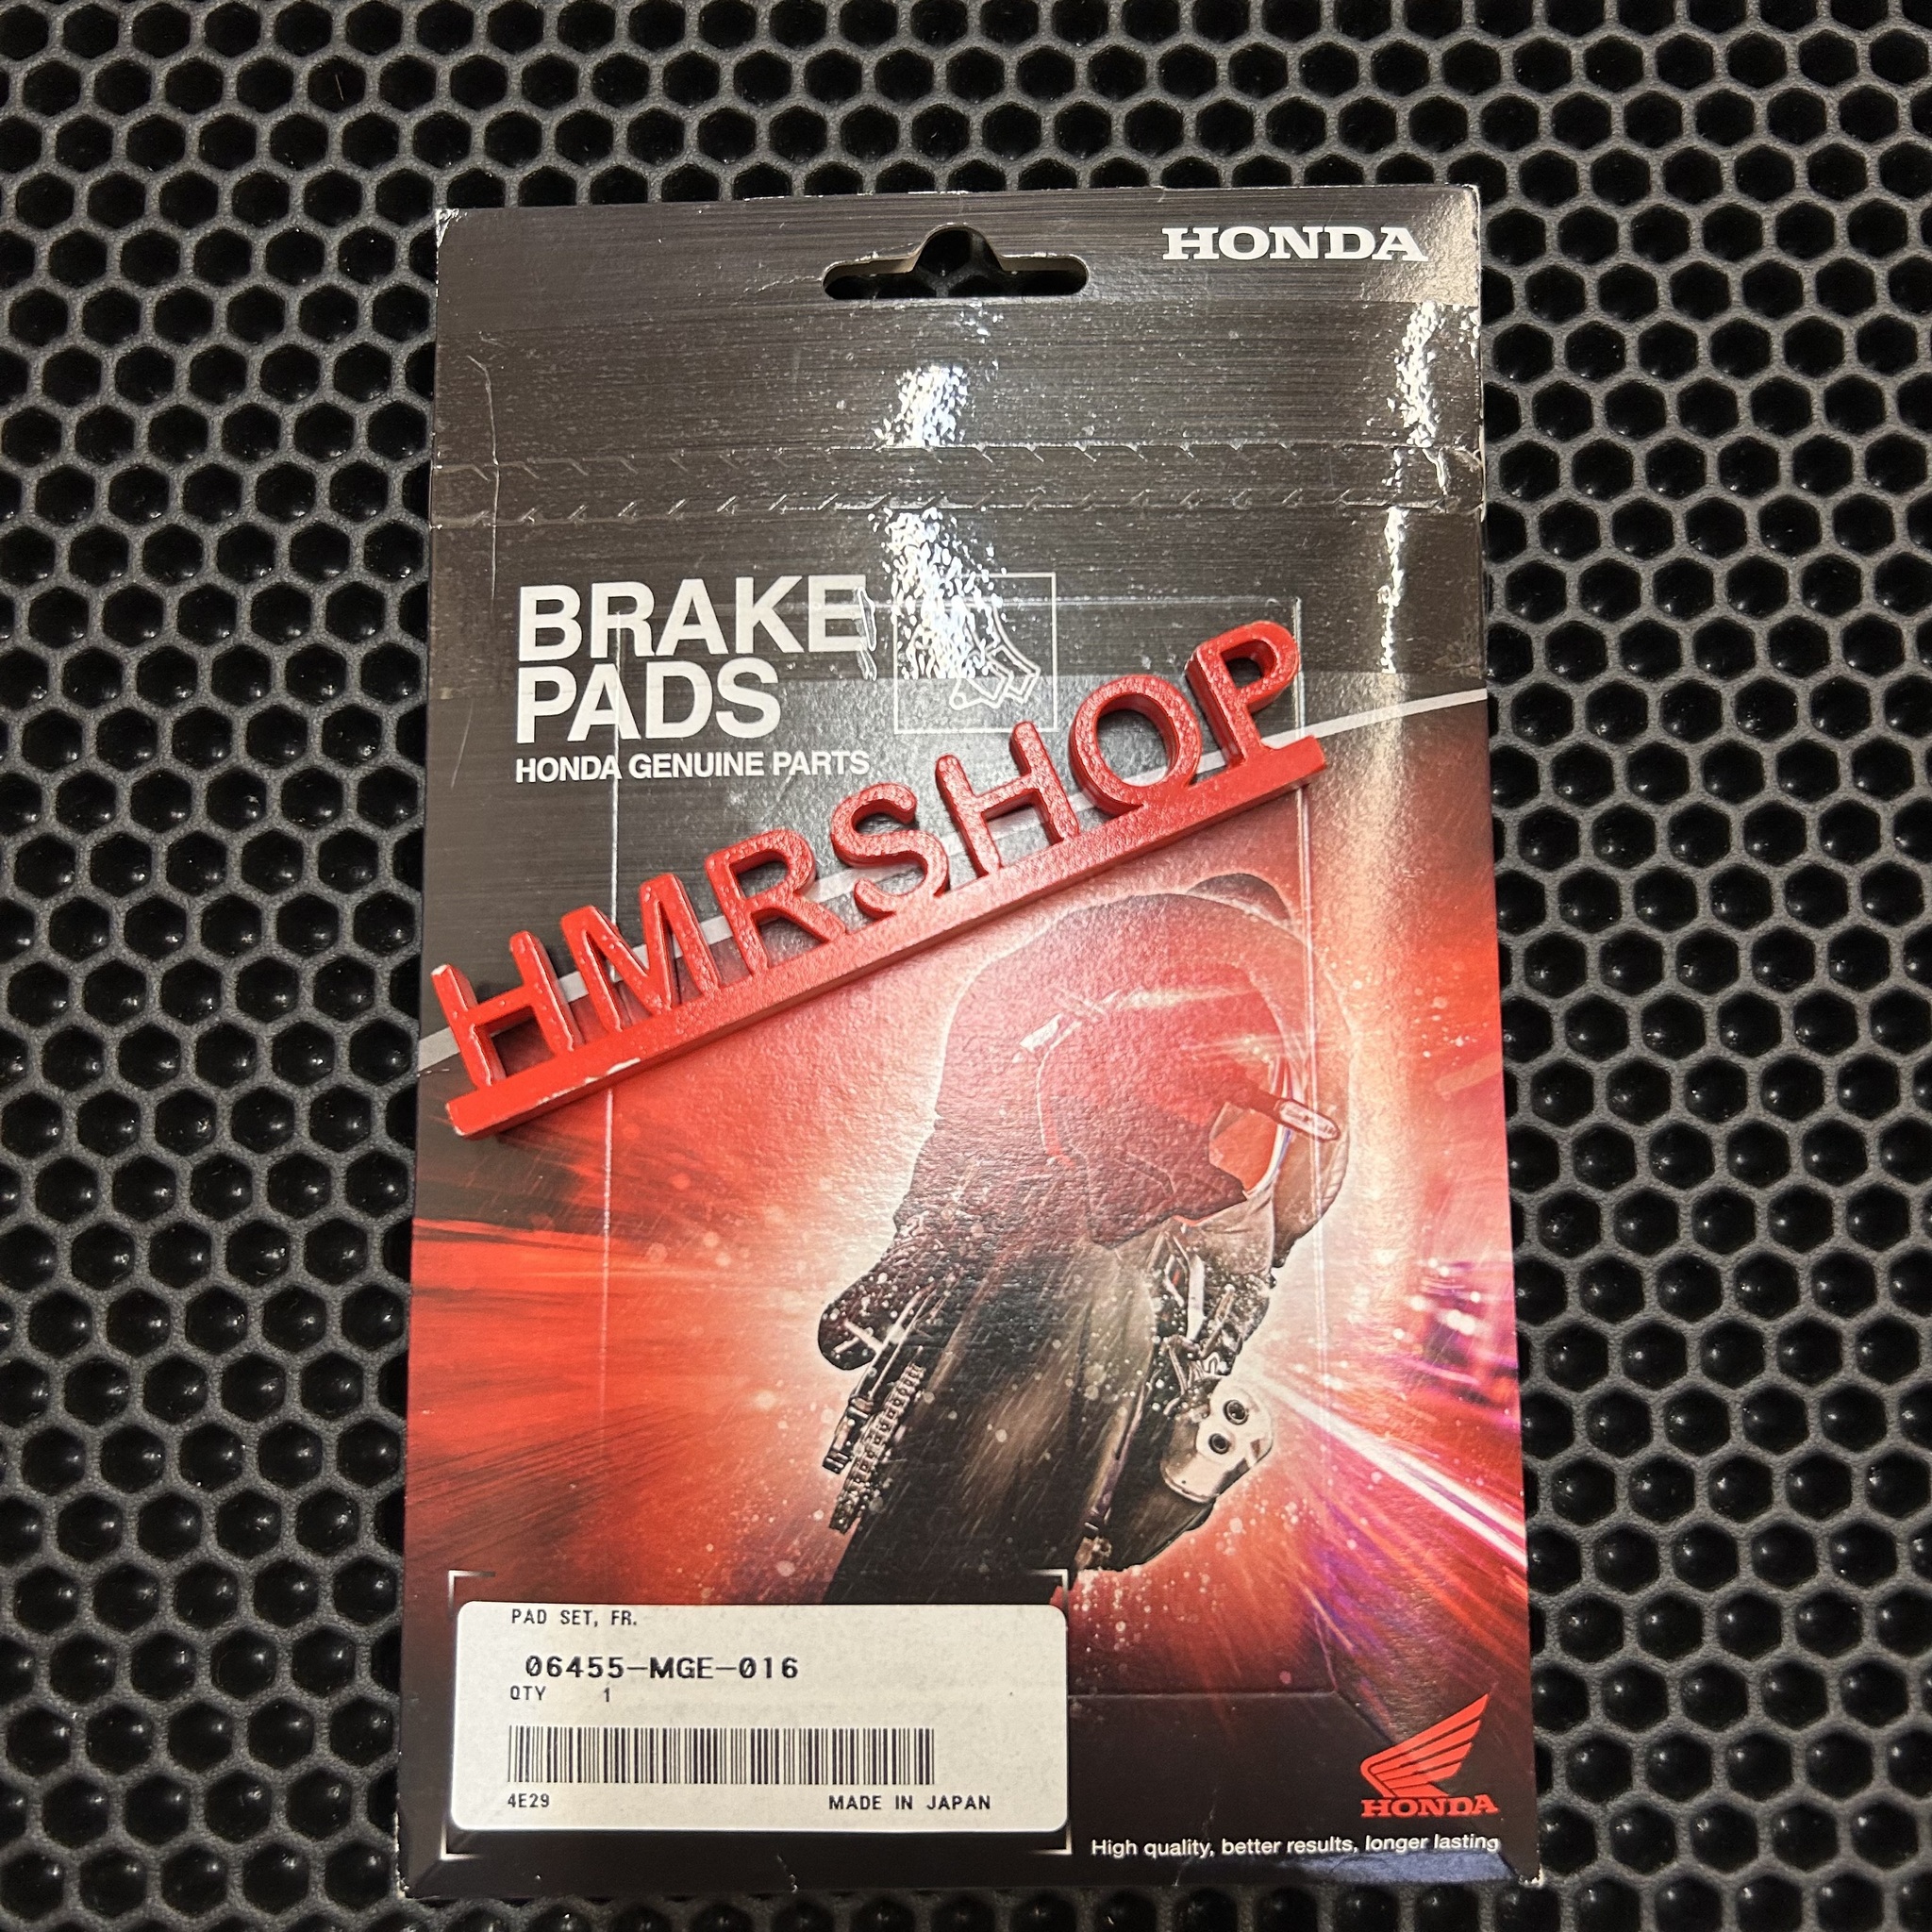 HONDA
BRAKE
PADS
HONDA GENUINE PARTS
HMRSHOP
PAD SET, FR.
06455-MGE-016
QTY 1
4E29 MADE IN JAPAN
HONDA
High quality, better results, longer lasting